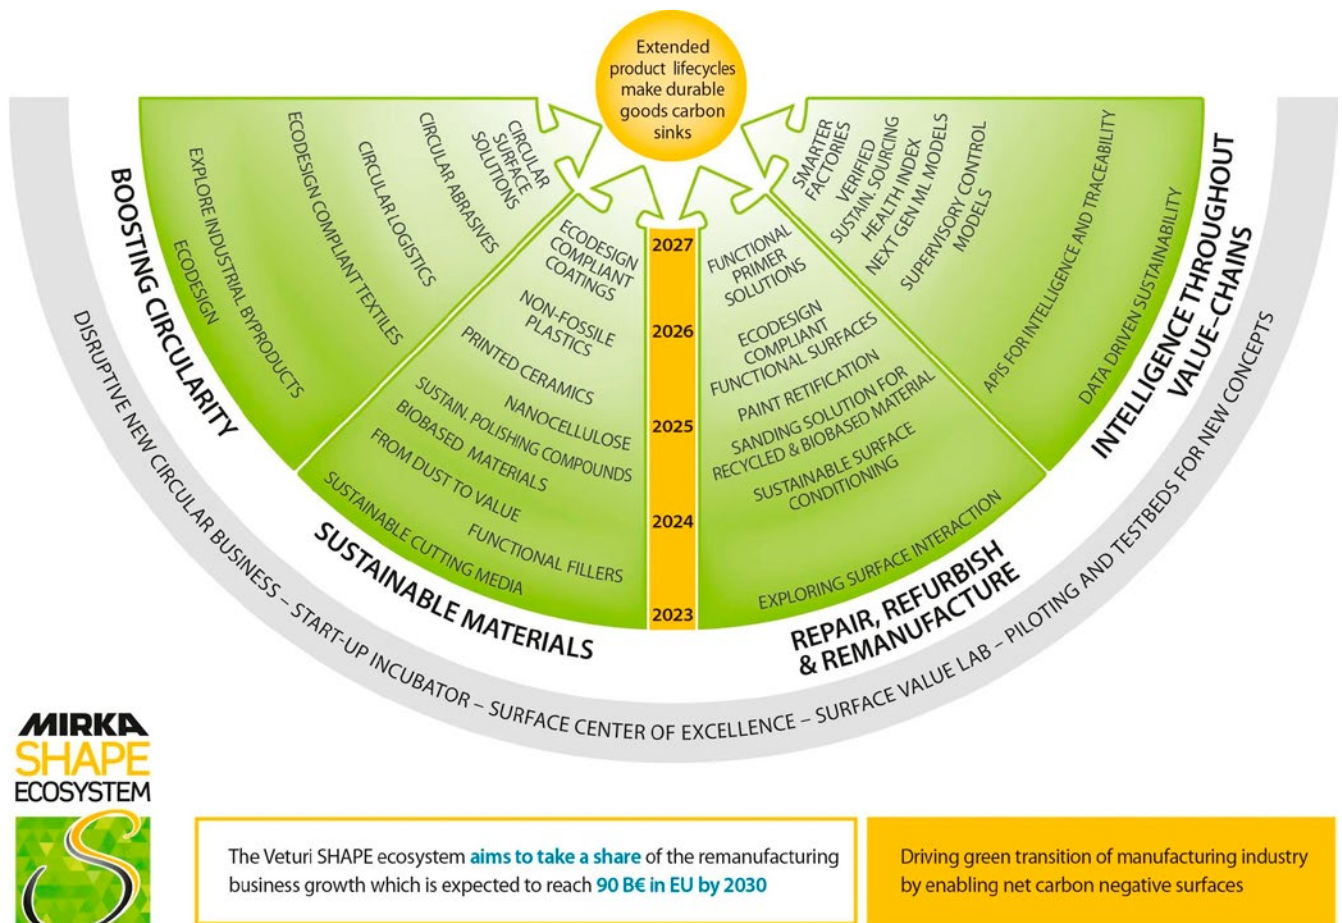 Extended
product lifecycles
make durable
goods carbon
sinks
BOOSTING CIRCULARITY
ECODESIGN
EXPLORE INDUSTRIAL BYPRODUCTS
ECODESIGN COMPLIANT TEXTILES
CIRCULAR LOGISTICS
CIRCULAR ABRASIVES
CIRCULAR
SURFACE
SOLUTIONS
SUSTAINABLE MATERIALS
ECODESIGN
COMPLIANT
COATINGS
NON-FOSSILE
PLASTICS
PRINTED CERAMICS
NANOCELLULOSE
SUSTAIN. POLISHING COMPOUNDS
BIOBASED MATERIALS
FROM DUST TO VALUE
FUNCTIONAL FILLERS
SUSTAINABLE CUTTING MEDIA
2027
2026
2025
2024
2023
FUNCTIONAL
PRIMER
SOLUTIONS
ECODESIGN
COMPLIANT
FUNCTIONAL SURFACES
PAINT RETIFICATION
SANDING SOLUTION FOR
RECYCLED & BIOBASED MATERIAL
SUSTAINABLE SURFACE
CONDITIONING
EXPLORING SURFACE INTERACTION
REPAIR, REFURBISH
& REMANUFACTURE
SMARTER
FACTORIES
VERIFIED
SUSTAIN SOURCING
HEALTH INDEX
NEXT GEN ML MODELS
SUPERVISORY CONTROL
MODELS
APIS FOR INTELLIGENCE AND TRACEABILITY
DATA DRIVEN SUSTAINABILITY
INTELLIGENCE THROUGHOUT
VALUE-CHAINS
DISRUPTIVE NEW CIRCULAR BUSINESS – START-UP INCUBATOR – SURFACE CENTER OF EXCELLENCE – SURFACE VALUE LAB – PILOTING AND TESTBEDS FOR NEW CONCEPTS
MIRKA
SHAPE
ECOSYSTEM
The Veturi SHAPE ecosystem aims to take a share of the remanufacturing
business growth which is expected to reach 90 B€ in EU by 2030
Driving green transition of manufacturing industry
by enabling net carbon negative surfaces